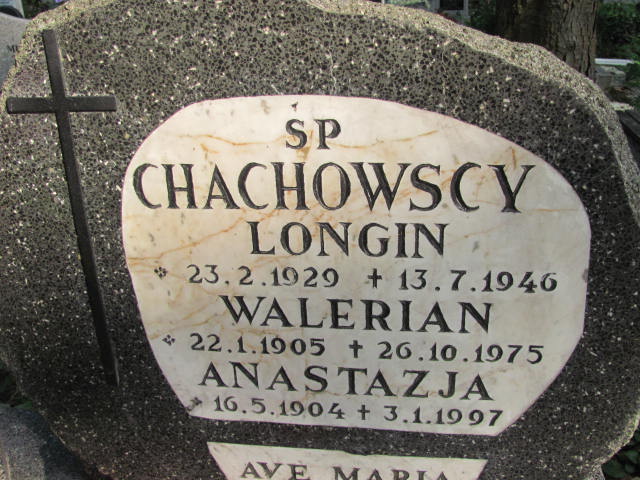 ŚP
CHACHOWSCY
LONGIN
* 23.2.1929 † 13.7.1946
WALERIAN
* 22.1.1905 † 26.10.1975
ANASTAZJA
* 16.5.1904 † 3.1.1997
AVE MARIA